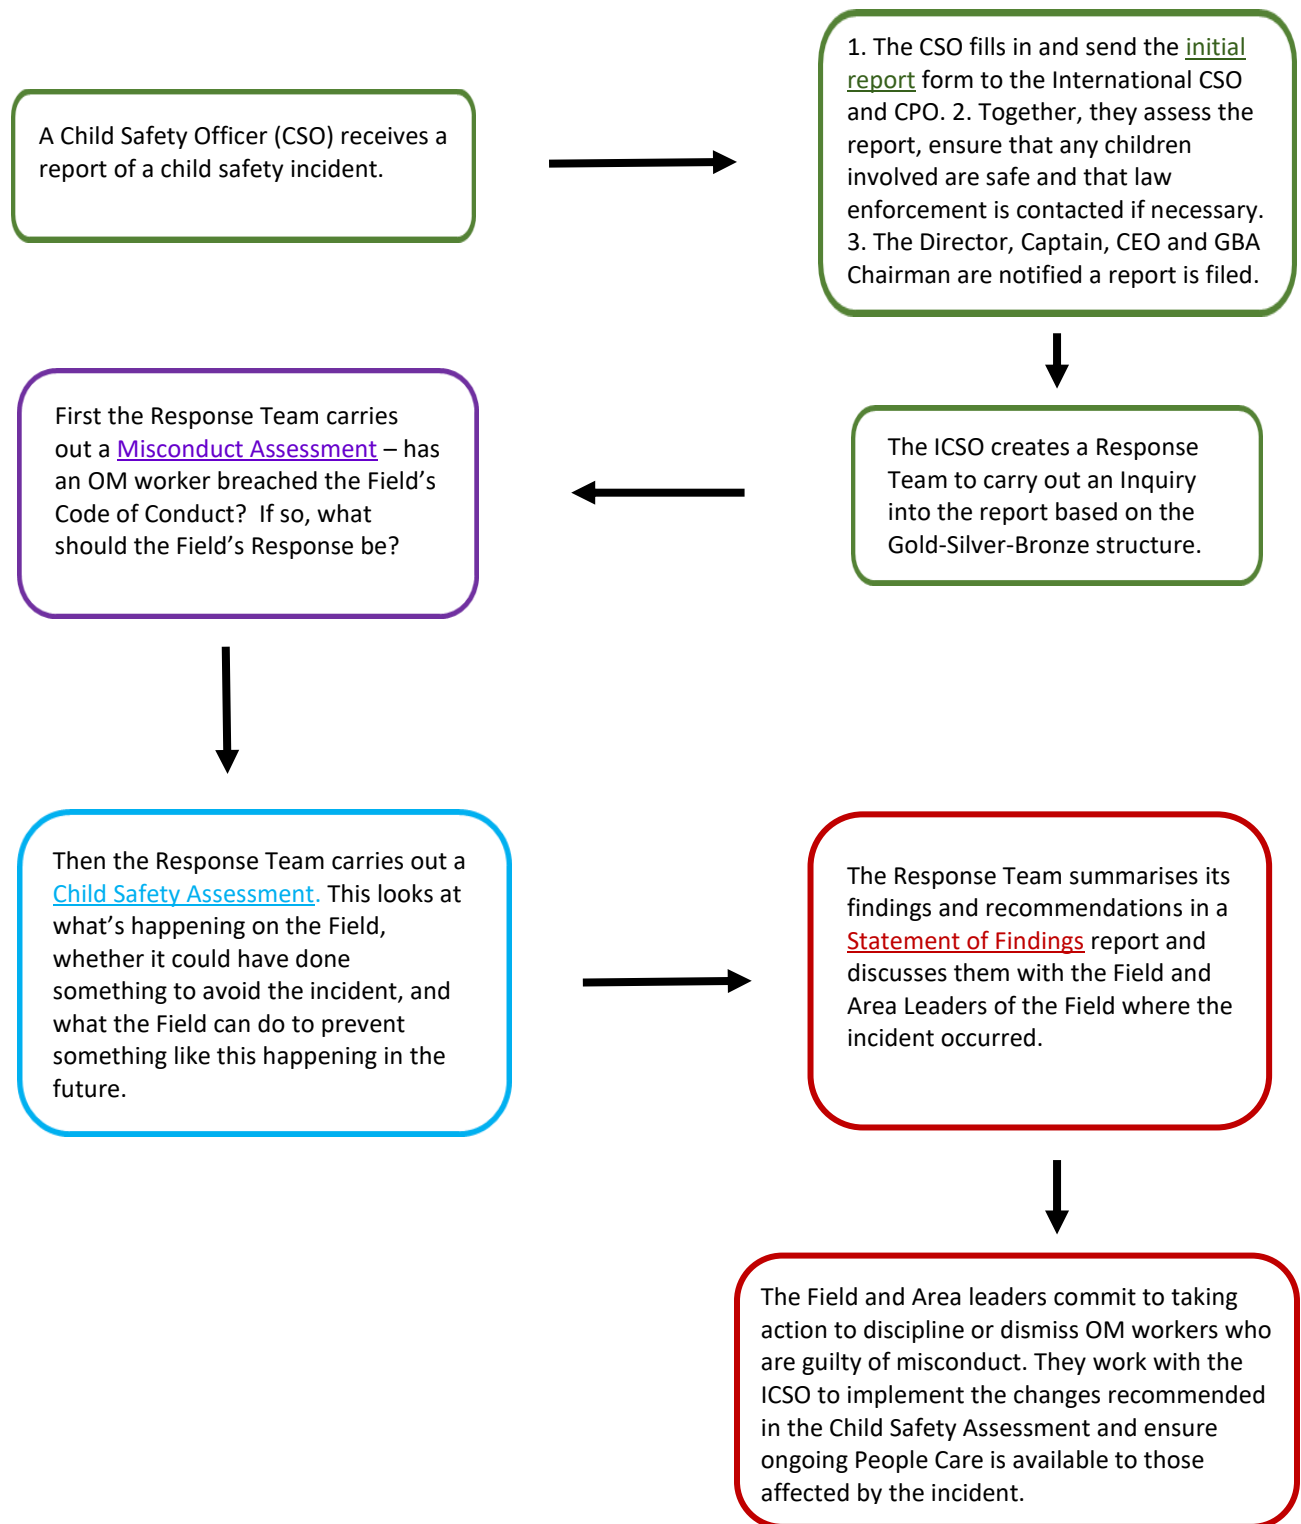 A Child Safety Officer (CSO) receives a
report of a child safety incident.
1. The CSO fills in and send the initial
report form to the International CSO
and CPO. 2. Together, they assess the
report, ensure that any children
involved are safe and that law
enforcement is contacted if necessary.
3. The Director, Captain, CEO and GBA
Chairman are notified a report is filed.
The ICSO creates a Response
Team to carry out an Inquiry
into the report based on the
Gold-Silver-Bronze structure.
First the Response Team carries
out a Misconduct Assessment – has
an OM worker breached the Field’s
Code of Conduct?  If so, what
should the Field’s Response be?
Then the Response Team carries out a
Child Safety Assessment. This looks at
what’s happening on the Field,
whether it could have done
something to avoid the incident, and
what the Field can do to prevent
something like this happening in the
future.
The Response Team summarises its
findings and recommendations in a
Statement of Findings report and
discusses them with the Field and
Area Leaders of the Field where the
incident occurred.
The Field and Area leaders commit to taking
action to discipline or dismiss OM workers who
are guilty of misconduct. They work with the
ICSO to implement the changes recommended
in the Child Safety Assessment and ensure
ongoing People Care is available to those
affected by the incident.